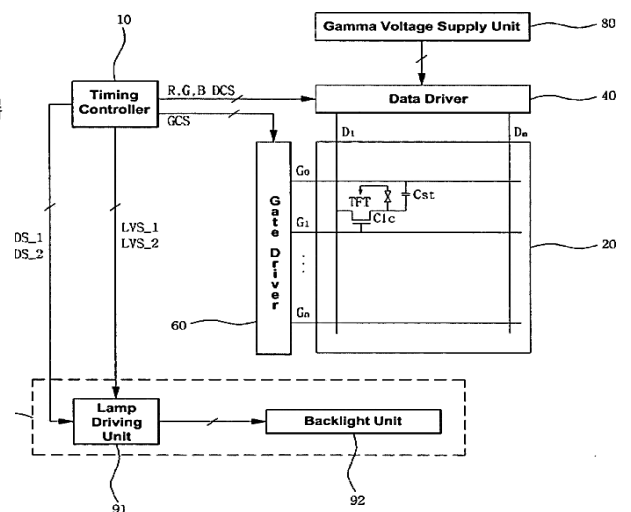 10
Gamma Voltage Supply Unit
80
Timing Controller
R,G,B DCS
GCS
Data Driver
40
D1
Dm
G0
TFT
Clc
Cst
G1
Gate Driver
20
DS_1
DS_2
LVS_1
LVS_2
⋮
Gn
60
Lamp Driving Unit
Backlight Unit
91
92